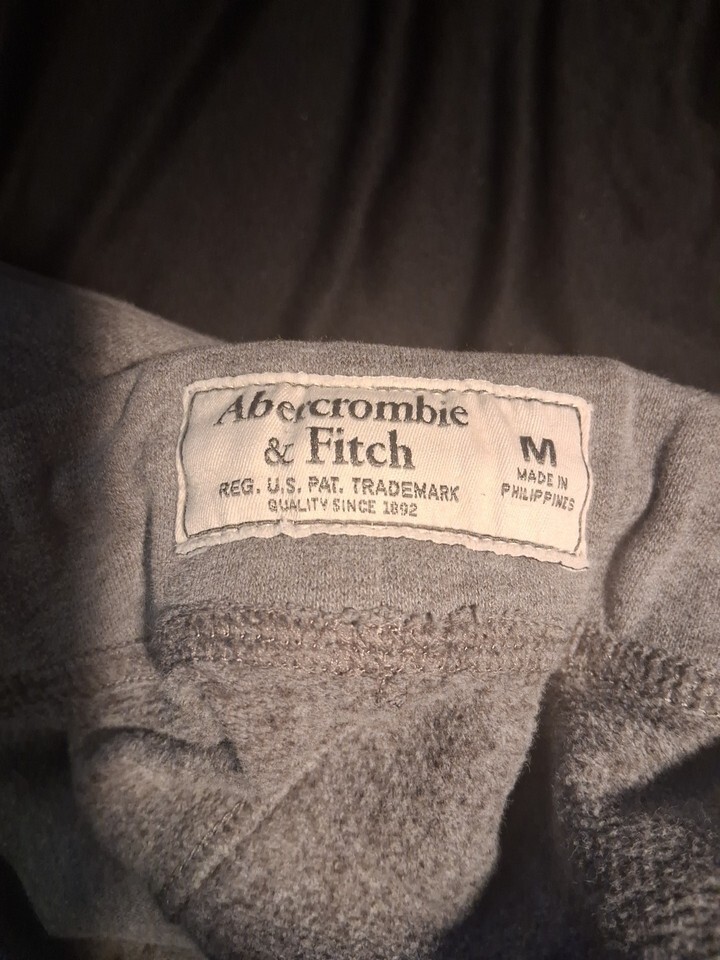 Abercrombie
& Fitch
REG. U.S. PAT. TRADEMARK
QUALITY SINCE 1892
M
MADE IN
PHILIPPINES